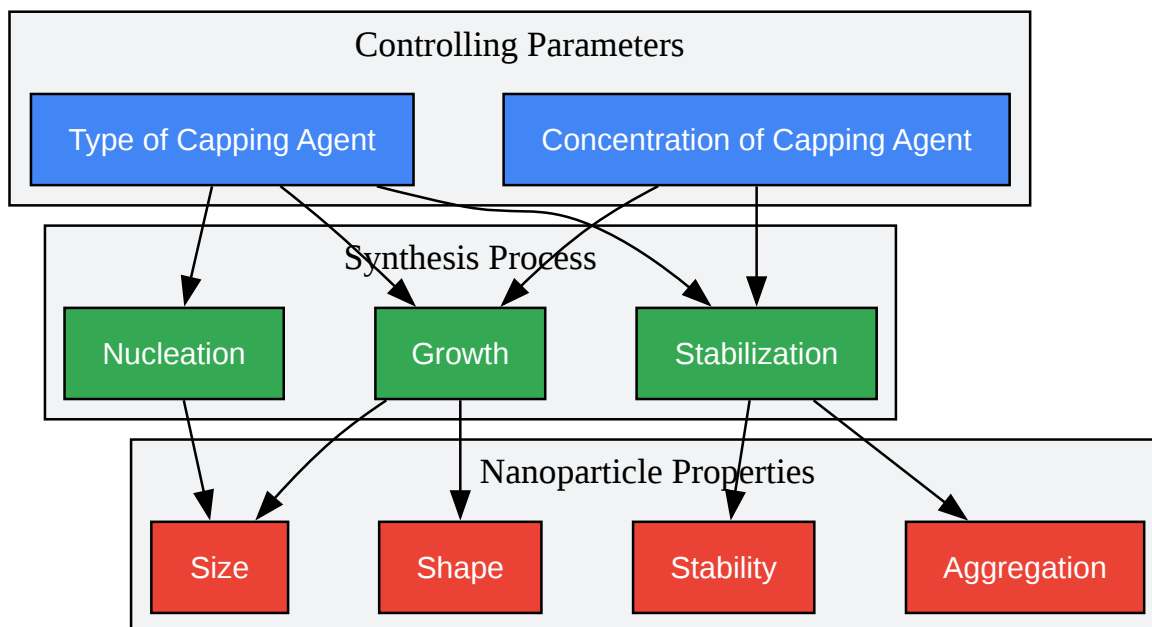 Controlling Parameters
Type of Capping Agent
Concentration of Capping Agent
Synthesis Process
Nucleation
Growth
Stabilization
Nanoparticle Properties
Size
Shape
Stability
Aggregation